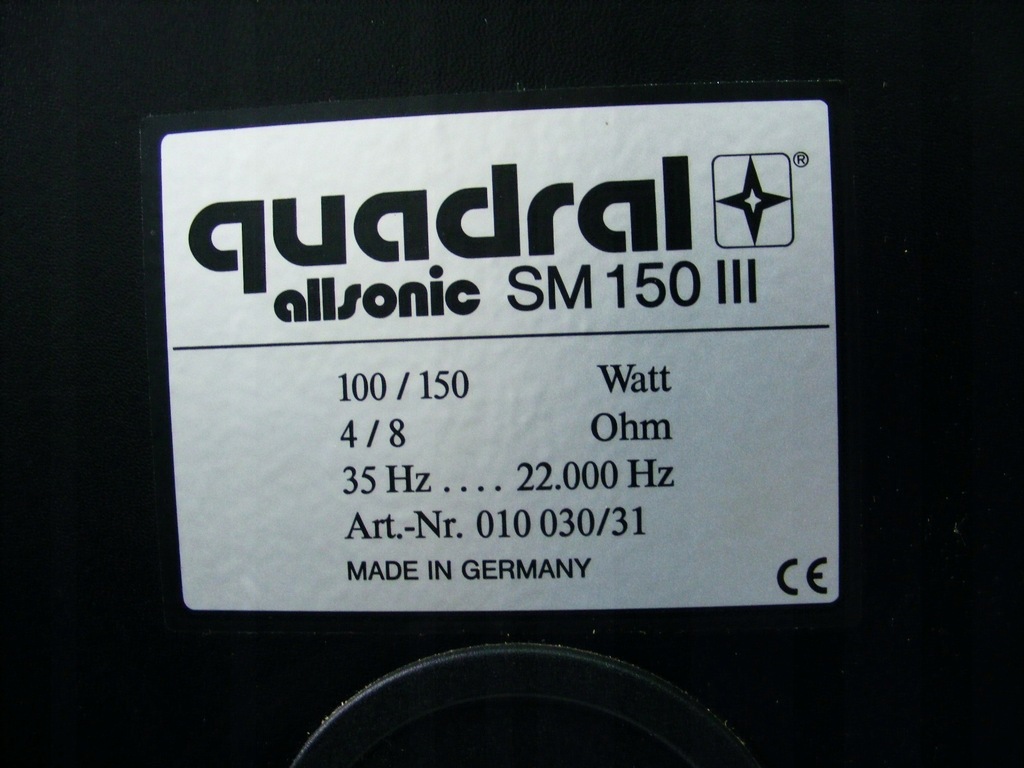 quadral ®
allsonic SM 150 III
100 / 150 Watt
4 / 8 Ohm
35 Hz .... 22.000 Hz
Art.-Nr. 010 030/31
MADE IN GERMANY
CE